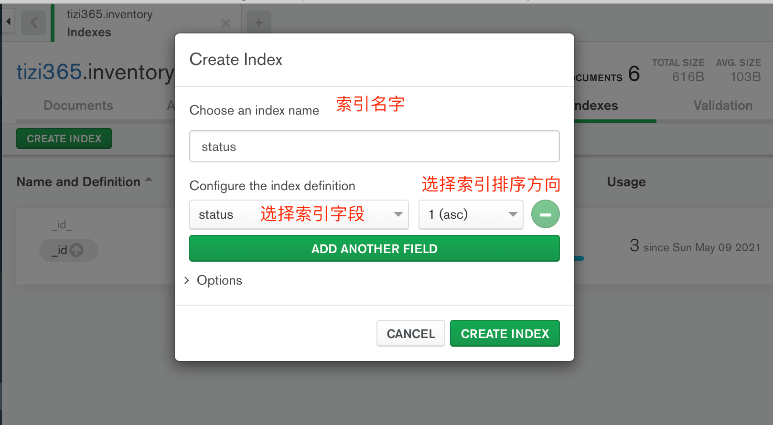 tizi365.inventory
Indexes
tizi365.inventory
DOCUMENTS 6
TOTAL SIZE
616B
AVG. SIZE
103B
Documents
A
Indexes
Validation
CREATE INDEX
Name and Definition
Usage
_id_
_id
3 since Sun May 09 2021
Create Index
Choose an index name 索引名字
status
Configure the index definition 选择索引排序方向
status 选择索引字段 1 (asc)
ADD ANOTHER FIELD
Options
CANCEL
CREATE INDEX